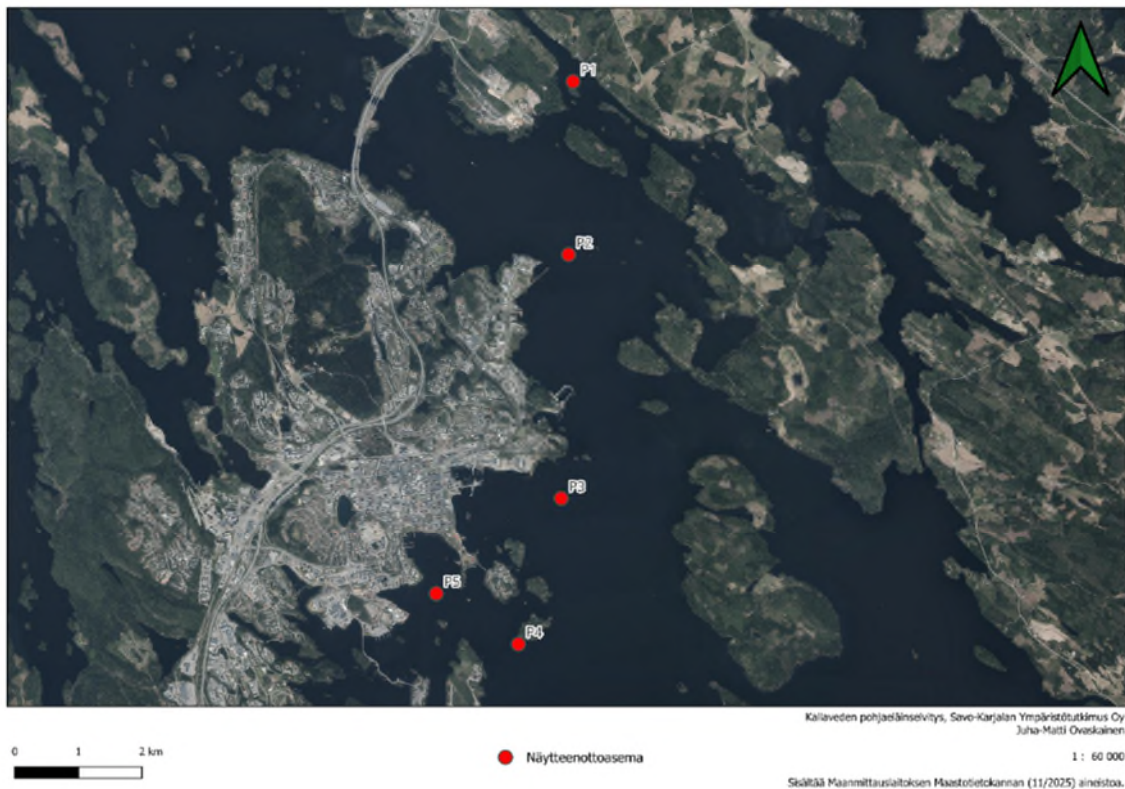 P1
P2
P3
P5
P4
Kallaveden pohjaeläinselvitys, Savo-Karjalan Ympäristötutkimus Oy
Juha-Matti Ovaskainen
0 1 2 km
Näytteenottoasema
1 : 60 000
Sisältää Maanmittauslaitoksen Maastotietokannan (11/2025) aineistoa.